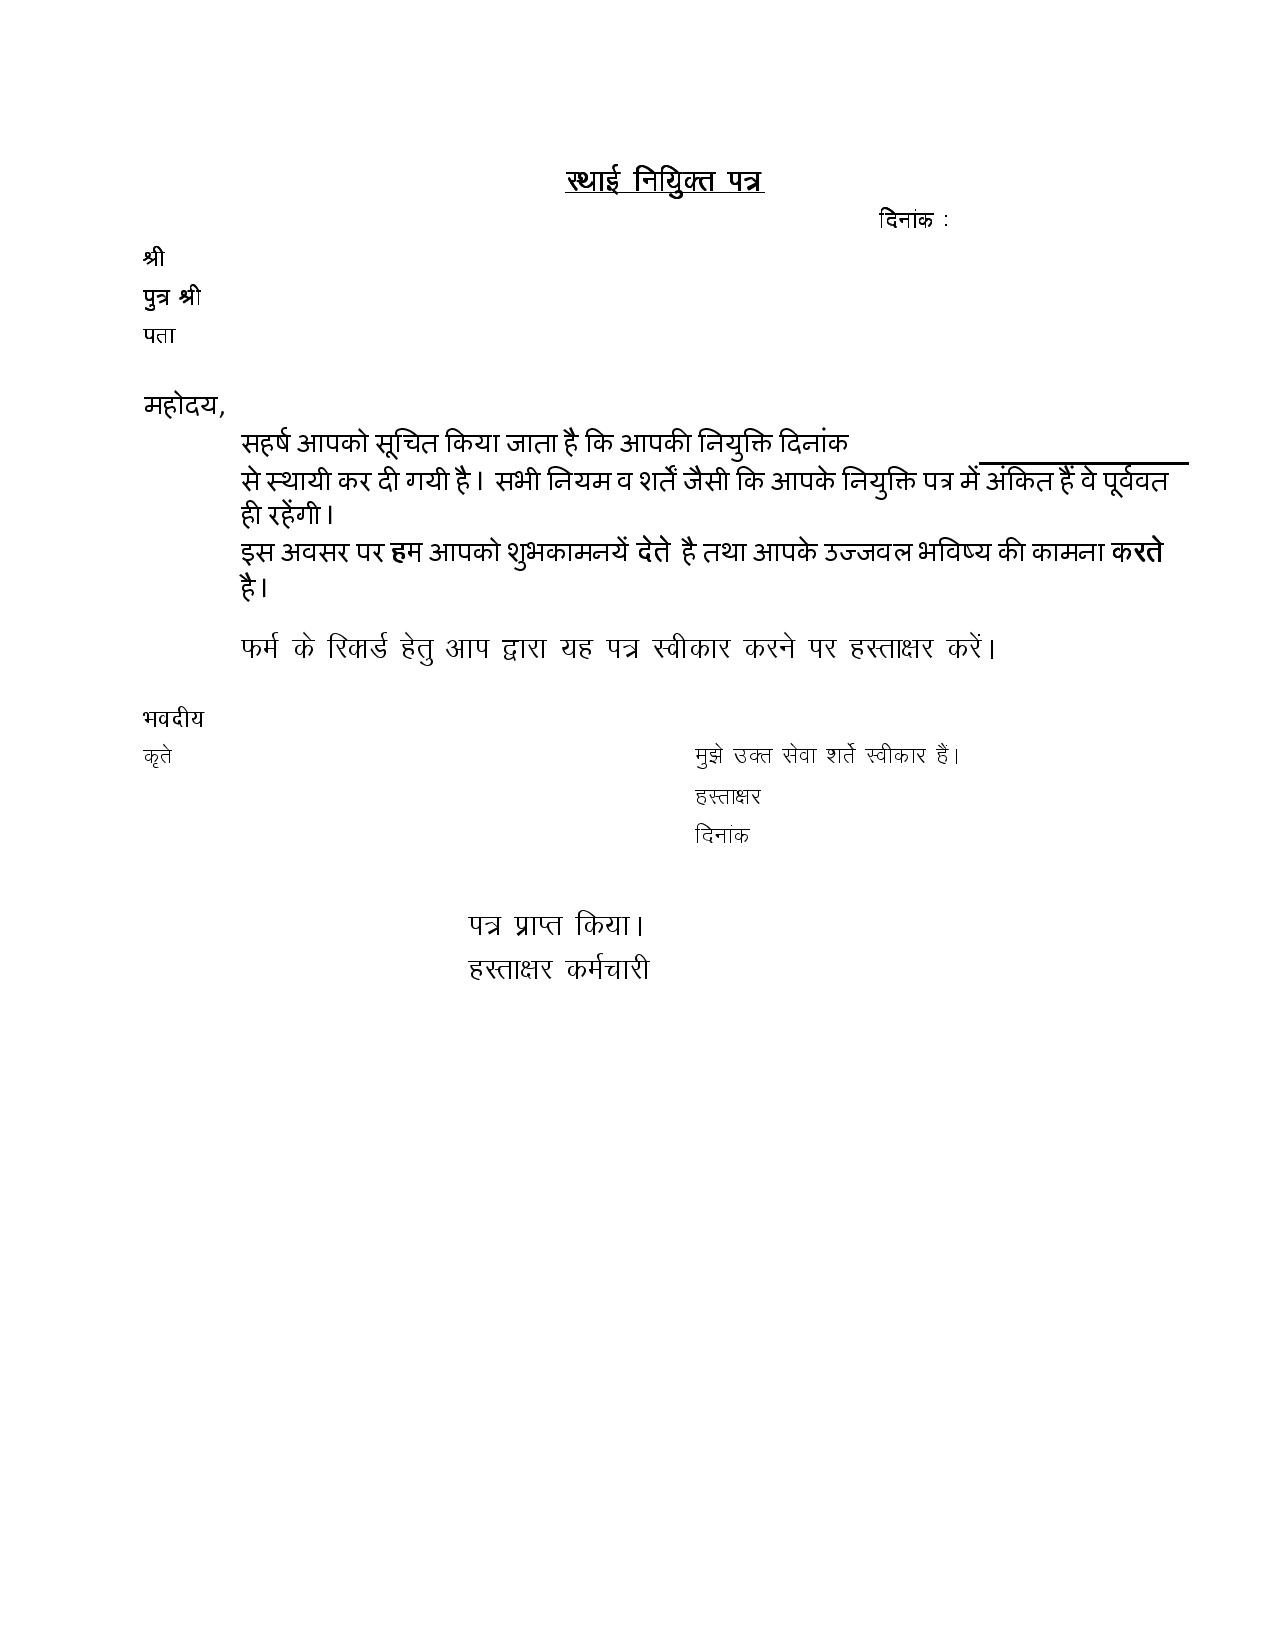 स्थाई नियुक्त पत्र
दिनांक :
श्री
पुत्र श्री
पता
महोदय,
सहर्ष आपको सूचित किया जाता है कि आपकी नियुक्ति दिनांक
से स्थायी कर दी गयी है। सभी नियम व शर्तें जैसी कि आपके नियुक्ति पत्र में अंकित हैं वे पूर्ववत
ही रहेंगी।
इस अवसर पर हम आपको शुभकामनयें देते है तथा आपके उज्जवल भविष्य की कामना करते
है।
फर्म के रिकार्ड हेतु आप द्वारा यह पत्र स्वीकार करने पर हस्ताक्षर करें।
भवदीय
कृते
मुझे उक्त सेवा शर्ते स्वीकार हैं।
हस्ताक्षर
दिनांक
पत्र प्राप्त किया।
हस्ताक्षर कर्मचारी